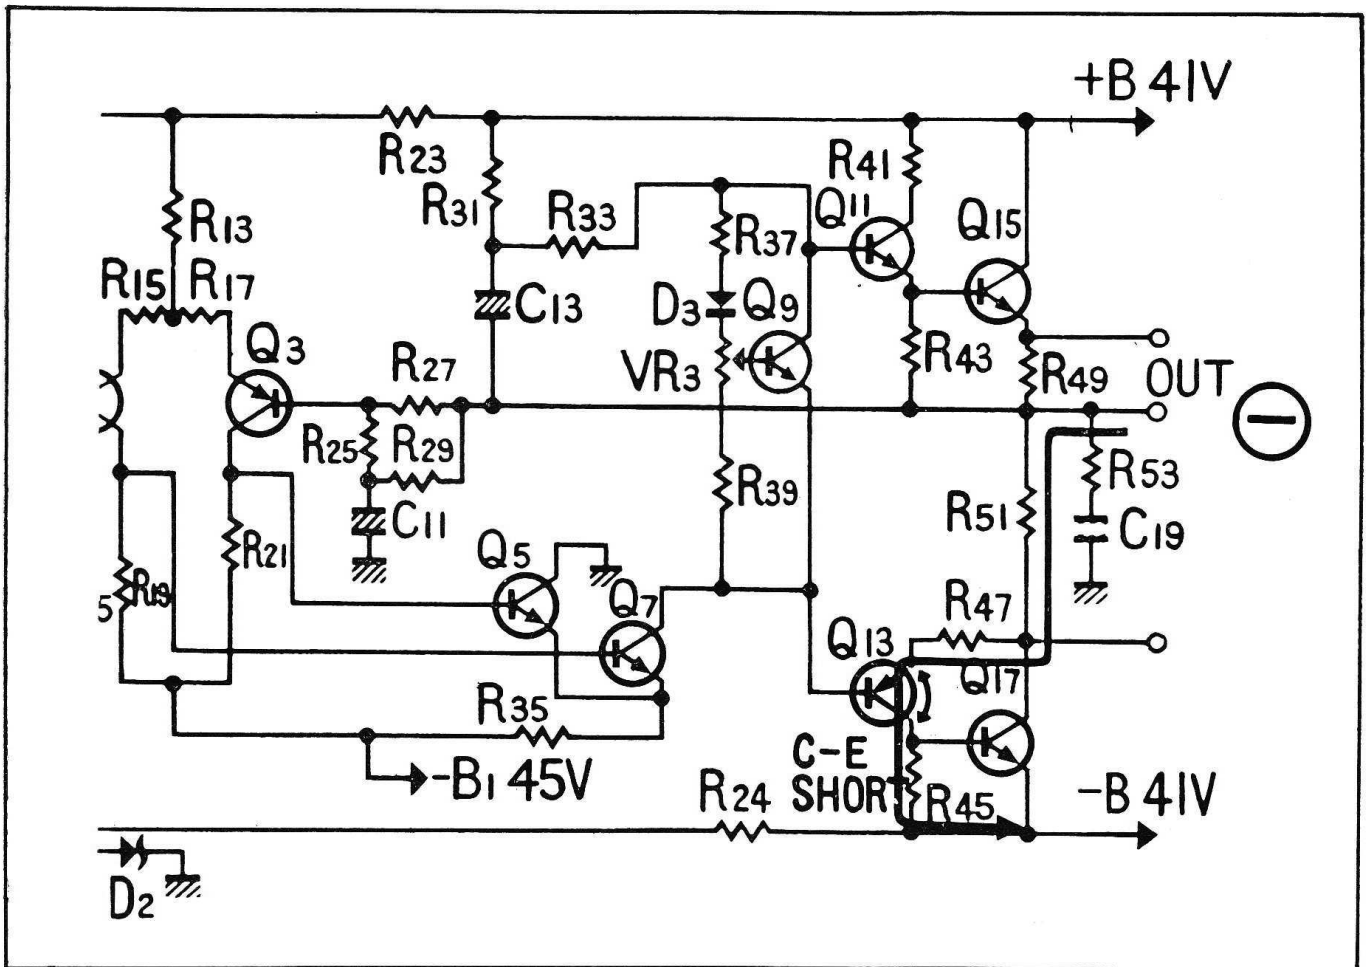 +B 41V
R23
R41
R31
R33
Q11
Q15
R13
R37
R15
R17
C13
D3
Q9
Q3
R27
VR3
R43
R49
OUT
R25
R29
R53
R39
R51
C11
C19
R21
Q5
R19
5
Q7
R47
Q13
Q17
R35
C-E
SHOR
-B1 45V
R24
R45
-B 41V
D2